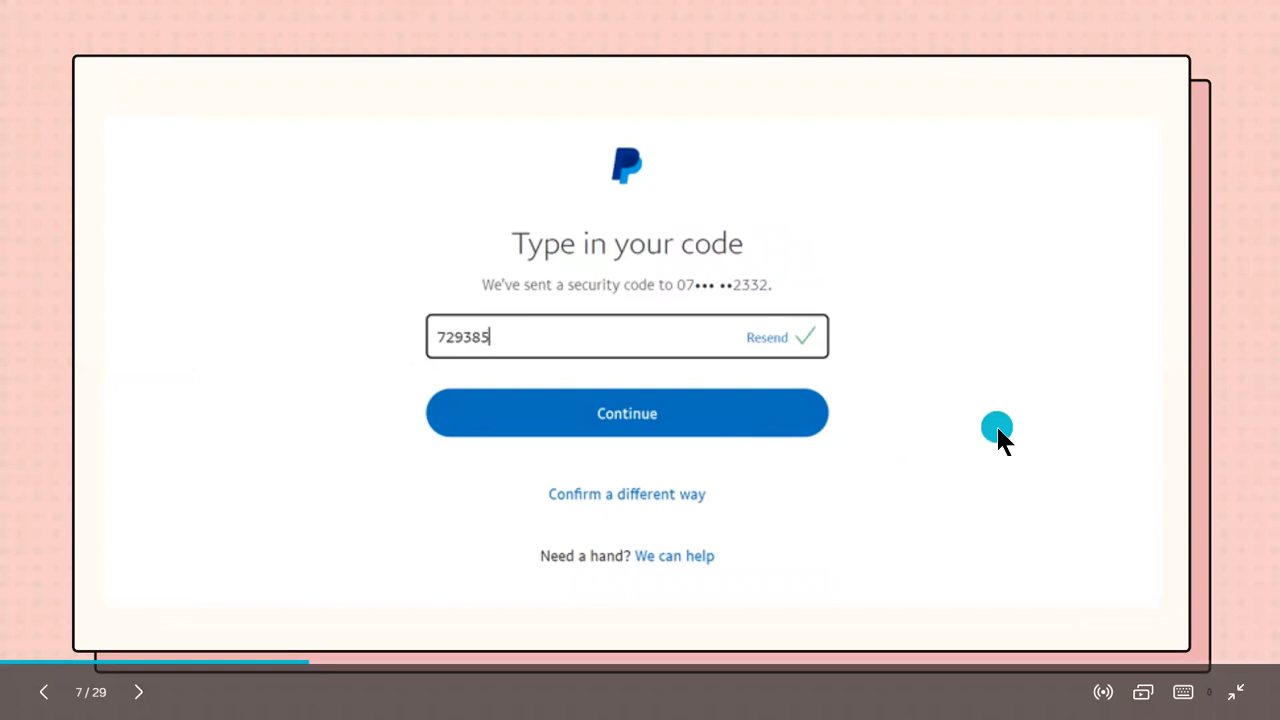 Type in your code
We've sent a security code to 07••• ••2332.
729385
Resend
Continue
Confirm a different way
Need a hand? We can help
7 / 29
0